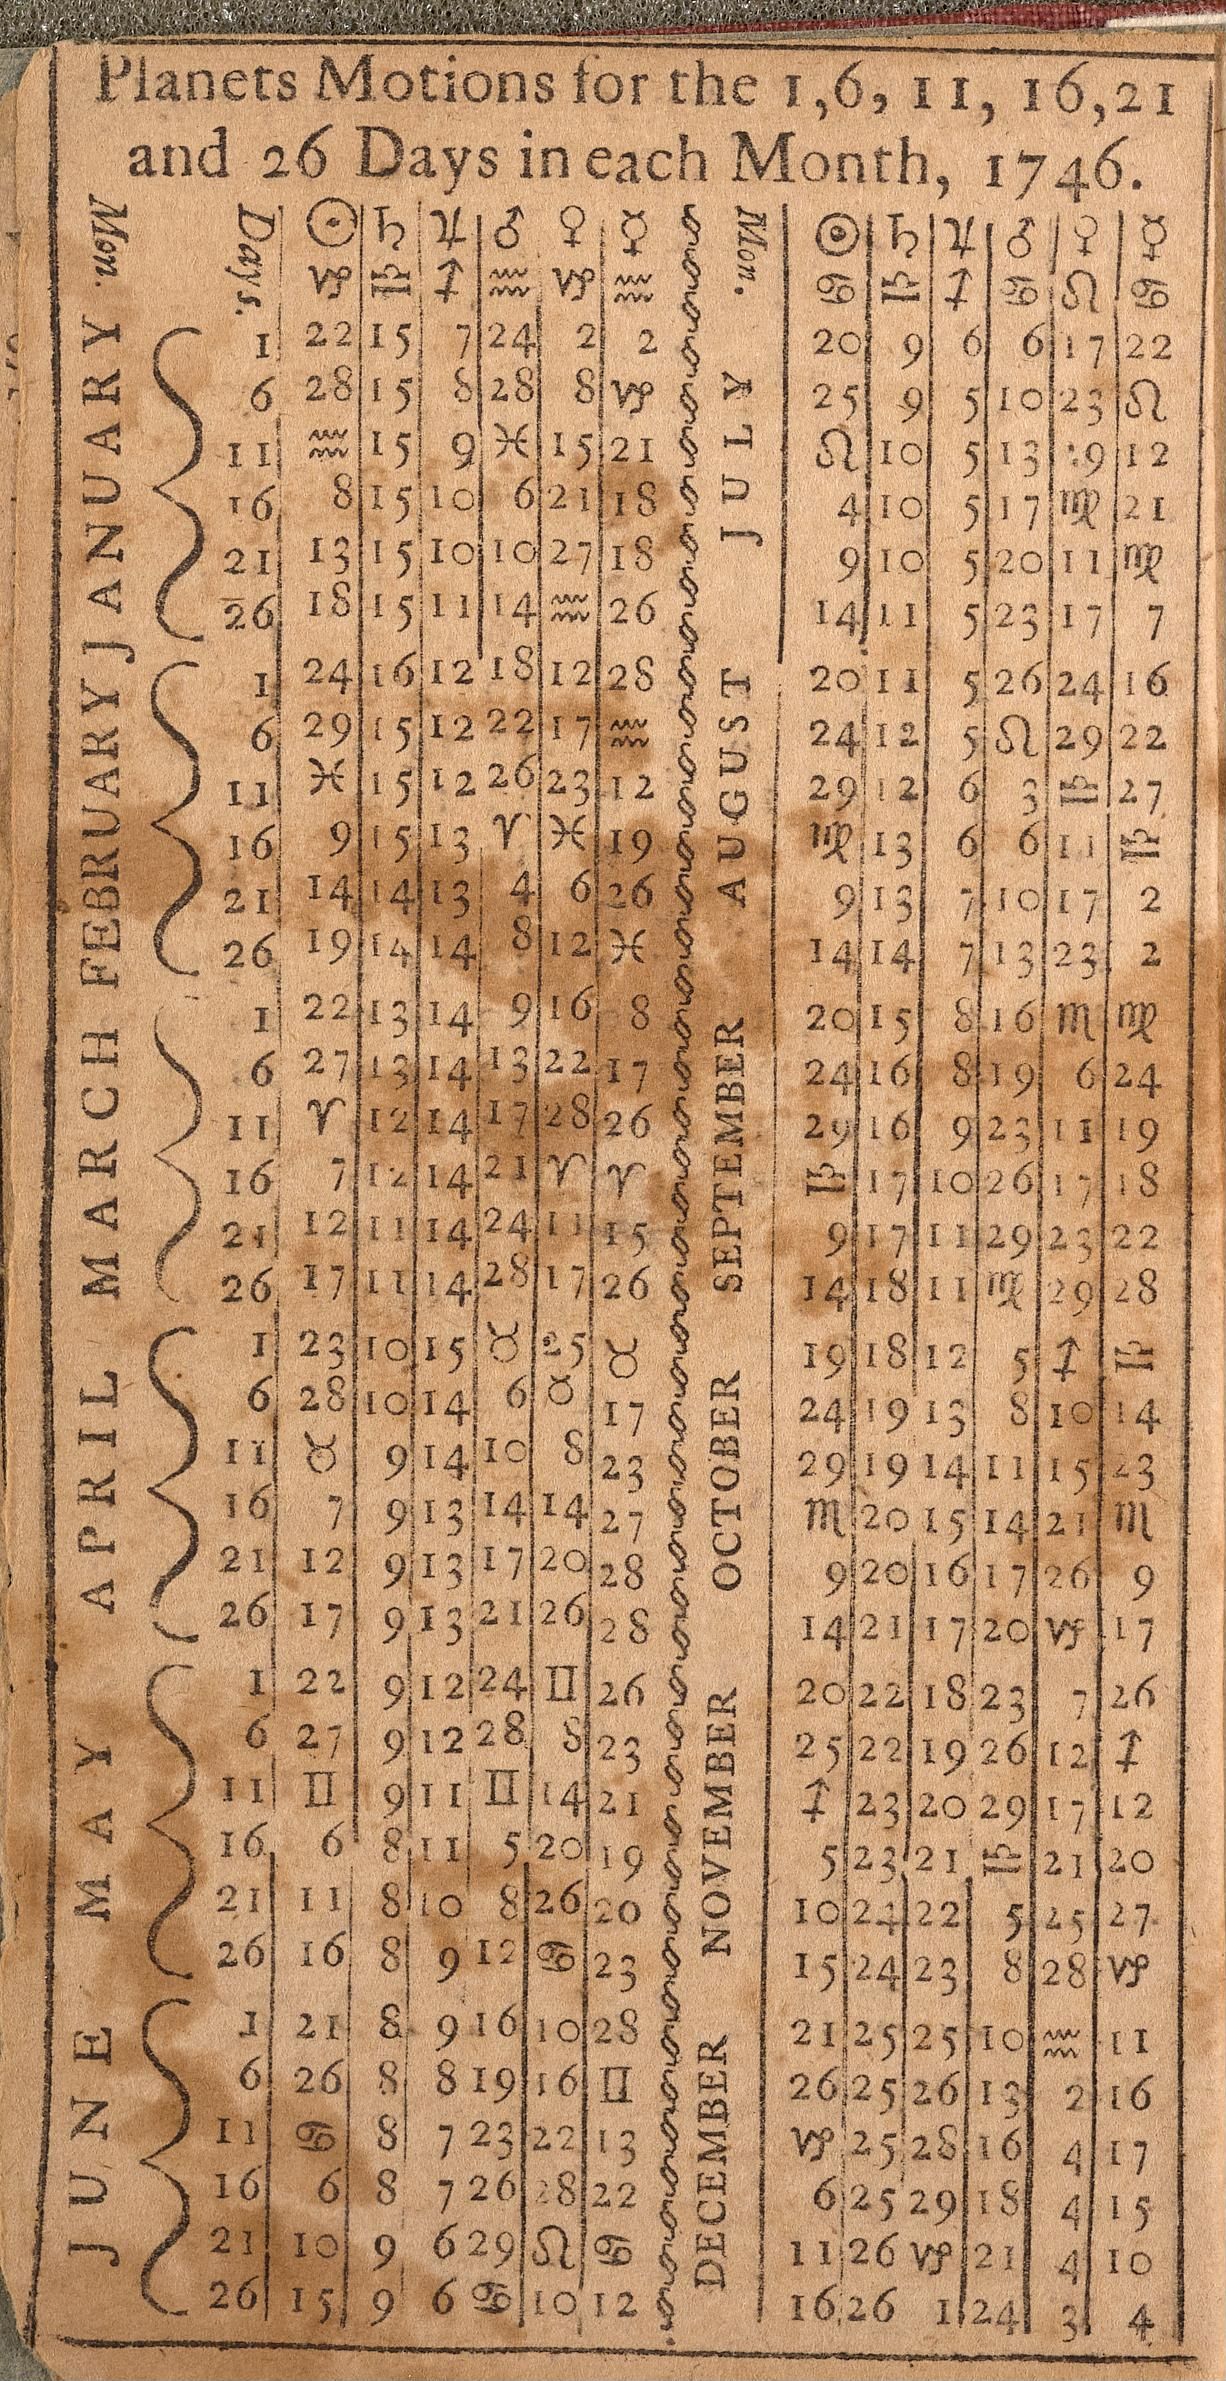 Planets Motions for the 1, 6, 11, 16, 21
and 26 Days in each Month, 1746.
Mon. Days. ☉ ♄ ♃ ♂ ♀ ☿ Mon. ☉ ♄ ♃ ♂ ♀ ☿
♑ ♎ ♐ ♒ ♑ ♒ ♋ ♎ ♐ ♋ ♌ ♋
JANUARY JULY
1 22 15 7 24 2 2 20 9 6 6 17 22
6 28 15 8 28 8 ♑ 25 9 5 10 23 ♌
11 ♒ 15 9 ♓ 15 21 ♌ 10 5 13 9 12
16 8 15 10 6 21 18 4 10 5 17 ♍ 21
21 13 15 10 10 27 18 9 10 5 20 11 ♍
26 18 15 11 14 ♒ 26 14 11 5 23 17 7
FEBRUARY AUGUST
1 24 16 12 18 12 28 20 11 5 26 24 16
6 29 15 12 22 17 ♒ 24 12 5 ♌ 29 22
11 ♓ 15 12 26 23 12 29 12 6 3 ♎ 27
16 9 15 13 ♈ ♓ 19 ♍ 13 6 6 11 ♎
21 14 14 13 4 6 26 9 13 7 10 17 2
26 19 14 14 8 12 ♓ 14 14 7 13 23 2
MARCH SEPTEMBER
1 22 13 14 9 16 8 20 15 8 16 ♏ ♍
6 27 13 14 13 22 17 24 16 8 19 6 24
11 ♈ 12 14 17 28 26 29 16 9 23 11 19
16 7 12 14 21 ♈ ♈ ♎ 17 10 26 17 18
21 12 11 14 24 11 15 9 17 11 29 23 22
26 17 11 14 28 17 26 14 18 11 ♍ 29 28
APRIL OCTOBER
1 23 10 15 ♉ 25 ♉ 19 18 12 5 ♐ ♎
6 28 10 14 6 ♉ 17 24 19 13 8 10 14
11 ♉ 9 14 10 8 23 29 19 14 11 15 23
16 7 9 13 14 14 27 ♏ 20 15 14 21 ♏
21 12 9 13 17 20 28 9 20 16 17 26 9
26 17 9 13 21 26 28 14 21 17 20 ♑ 17
MAY NOVEMBER
1 22 9 12 24 ♊ 26 20 22 18 23 7 26
6 27 9 12 28 8 23 25 22 19 26 12 ♐
11 ♊ 9 11 ♊ 14 21 ♐ 23 20 29 17 12
16 6 8 11 5 20 19 5 23 21 ♎ 21 20
21 11 8 10 8 26 20 10 24 22 5 25 27
26 16 8 9 12 ♋ 23 15 24 23 8 28 ♑
JUNE DECEMBER
1 21 8 9 16 10 28 21 25 25 10 ♒ 11
6 26 8 8 19 16 ♊ 26 25 26 13 2 16
11 ♋ 8 7 23 22 13 ♑ 25 28 16 4 17
16 6 8 7 26 28 22 6 25 29 18 4 15
21 10 9 6 29 ♌ ♋ 11 26 ♑ 21 4 10
26 15 9 6 ♋ 10 12 16 26 1 24 3 4